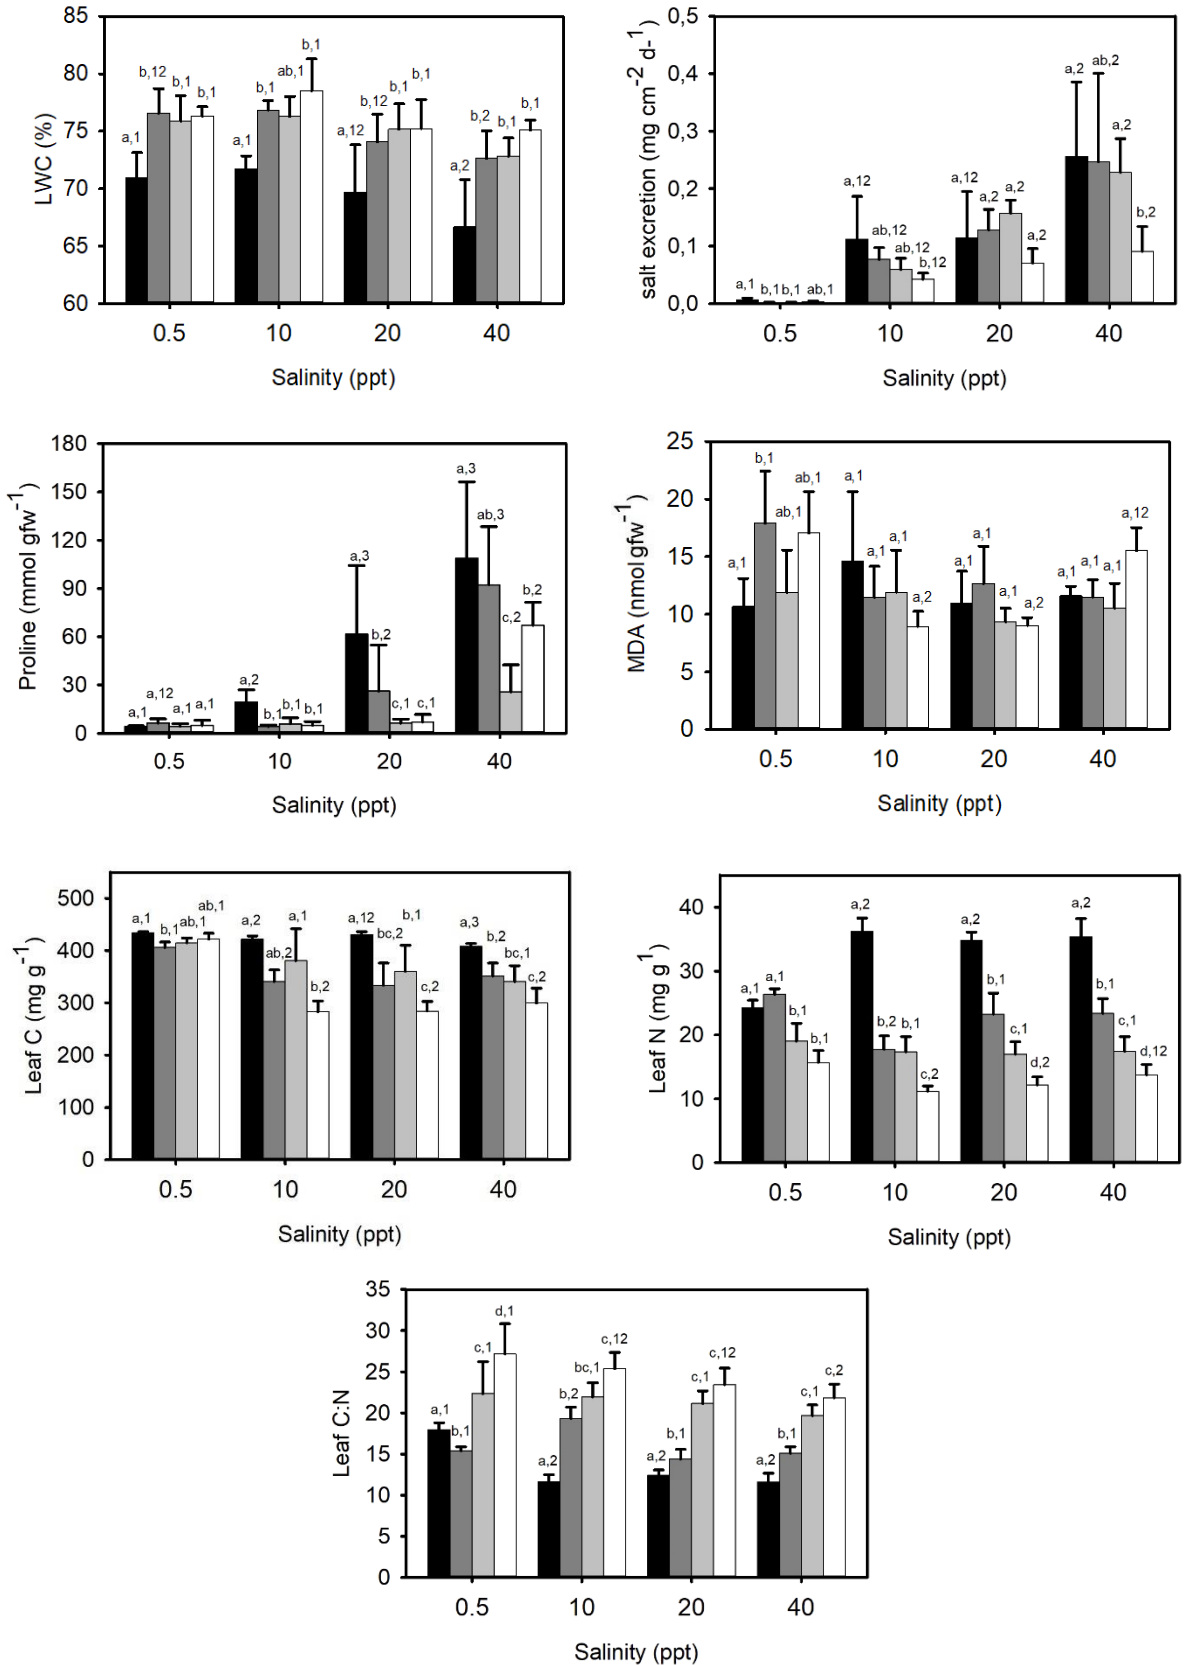 LWC (%)
85
80
75
70
65
60
a,1 b,12 b,1 b,1
a,1 b,1 ab,1 b,1
a,12 b,12 b,1 b,1
a,2 b,2 b,1 b,1
0.5 10 20 40
Salinity (ppt)
salt excretion (mg cm-2 d-1)
0,5
0,4
0,3
0,2
0,1
0,0
a,1 b,1 b,1 ab,1
a,12 ab,12 ab,12 b,12
a,12 a,2 a,2 a,2
a,2 ab,2 a,2 b,2
0.5 10 20 40
Salinity (ppt)
Proline (mmol gfw-1)
180
150
120
90
60
30
0
a,1 a,12 a,1 a,1
a,2 b,1 b,1 b,1
a,3 b,2 c,1 c,1
a,3 ab,3 c,2 b,2
0.5 10 20 40
Salinity (ppt)
MDA (nmol gfw-1)
25
20
15
10
5
0
a,1 b,1 ab,1 ab,1
a,1 a,1 a,1 a,2
a,1 a,1 a,1 a,2
a,1 a,1 a,1 a,12
0.5 10 20 40
Salinity (ppt)
Leaf C (mg g-1)
500
400
300
200
100
0
a,1 b,1 ab,1 ab,1
a,2 ab,2 a,1 b,2
a,12 bc,2 b,1 c,2
a,3 b,2 bc,1 c,2
0.5 10 20 40
Salinity (ppt)
Leaf N (mg g1)
40
30
20
10
0
a,1 a,1 b,1 b,1
a,2 b,2 b,1 c,2
a,2 b,1 c,1 d,2
a,2 b,1 c,1 d,12
0.5 10 20 40
Salinity (ppt)
Leaf C:N
35
30
25
20
15
10
5
0
a,1 b,1 c,1 d,1
a,2 b,2 bc,1 c,12
a,2 b,1 c,1 c,12
a,2 b,1 c,1 c,2
0.5 10 20 40
Salinity (ppt)